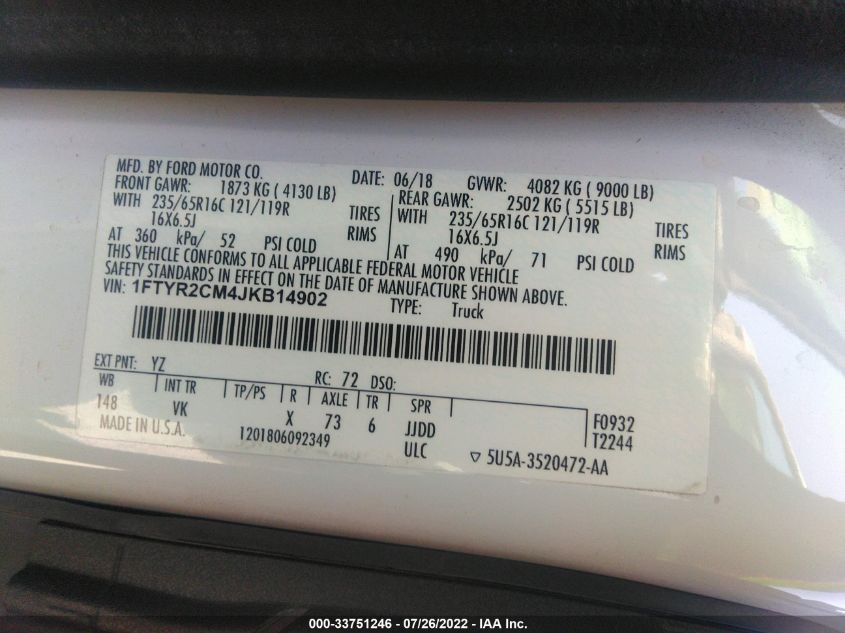 MFD. BY FORD MOTOR CO. DATE: 06/18 GVWR: 4082 KG ( 9000 LB)
FRONT GAWR: 1873 KG ( 4130 LB) REAR GAWR: 2502 KG ( 5515 LB)
WITH 235/65R16C 121/119R TIRES WITH 235/65R16C 121/119R TIRES
16X6.5J RIMS 16X6.5J RIMS
AT 360 kPa/ 52 PSI COLD AT 490 kPa/ 71 PSI COLD
THIS VEHICLE CONFORMS TO ALL APPLICABLE FEDERAL MOTOR VEHICLE
SAFETY STANDARDS IN EFFECT ON THE DATE OF MANUFACTURE SHOWN ABOVE.
VIN: 1FTYR2CM4JKB14902 TYPE: Truck
EXT PNT: YZ RC: 72 DSO:
WB INT TR TP/PS R AXLE TR SPR
148 VK X 73 6 JJDD F0932
MADE IN U.S.A. 1201806092349 ULC T2244
▽ 5U5A-3520472-AA
000-33751246 - 07/26/2022 - IAA Inc.